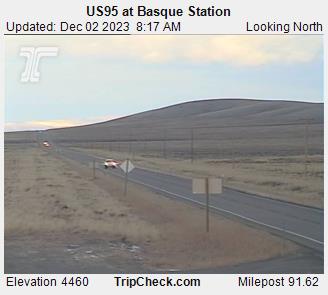 US95 at Basque Station
Updated: Dec 02 2023 8:17 AM Looking North
Elevation 4460 TripCheck.com Milepost 91.62